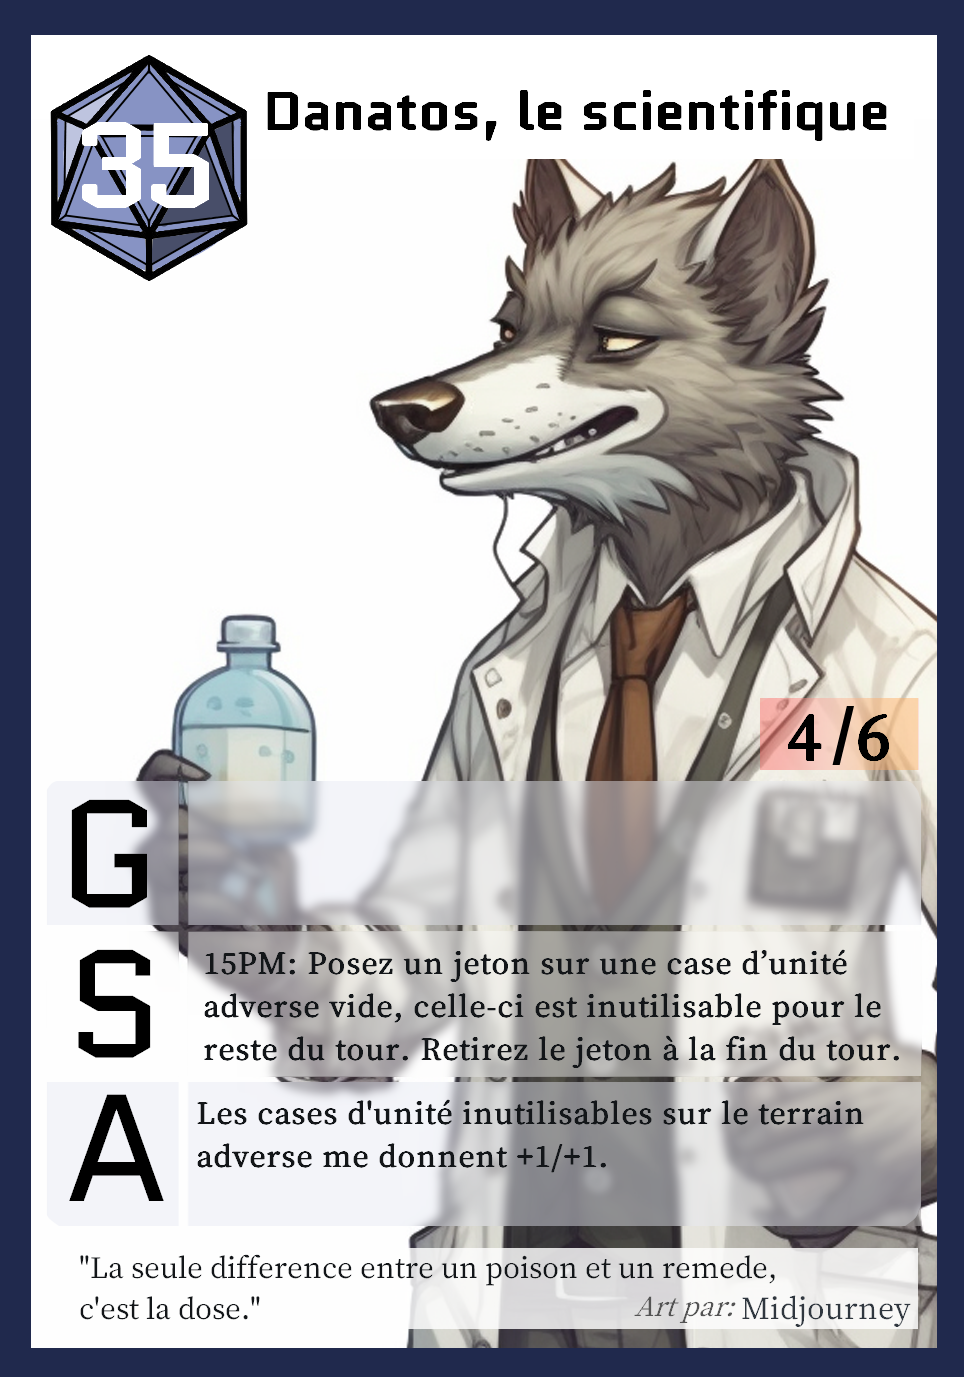 35
Danatos, le scientifique
4/6
G
S
15PM: Posez un jeton sur une case d’unité
adverse vide, celle-ci est inutilisable pour le
reste du tour. Retirez le jeton à la fin du tour.
A
Les cases d'unité inutilisables sur le terrain
adverse me donnent +1/+1.
"La seule difference entre un poison et un remede,
c'est la dose."
Art par: Midjourney